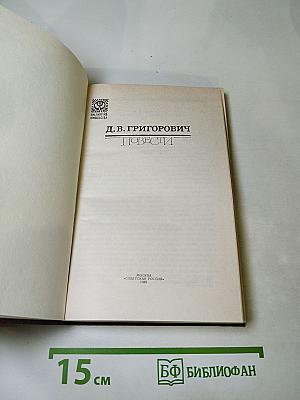 Д. В. ГРИГОРОВИЧ
ПОВЕСТИ
МОСКВА
«СОВЕТСКАЯ РОССИЯ»
15 см
БФ БИБЛИОФАН